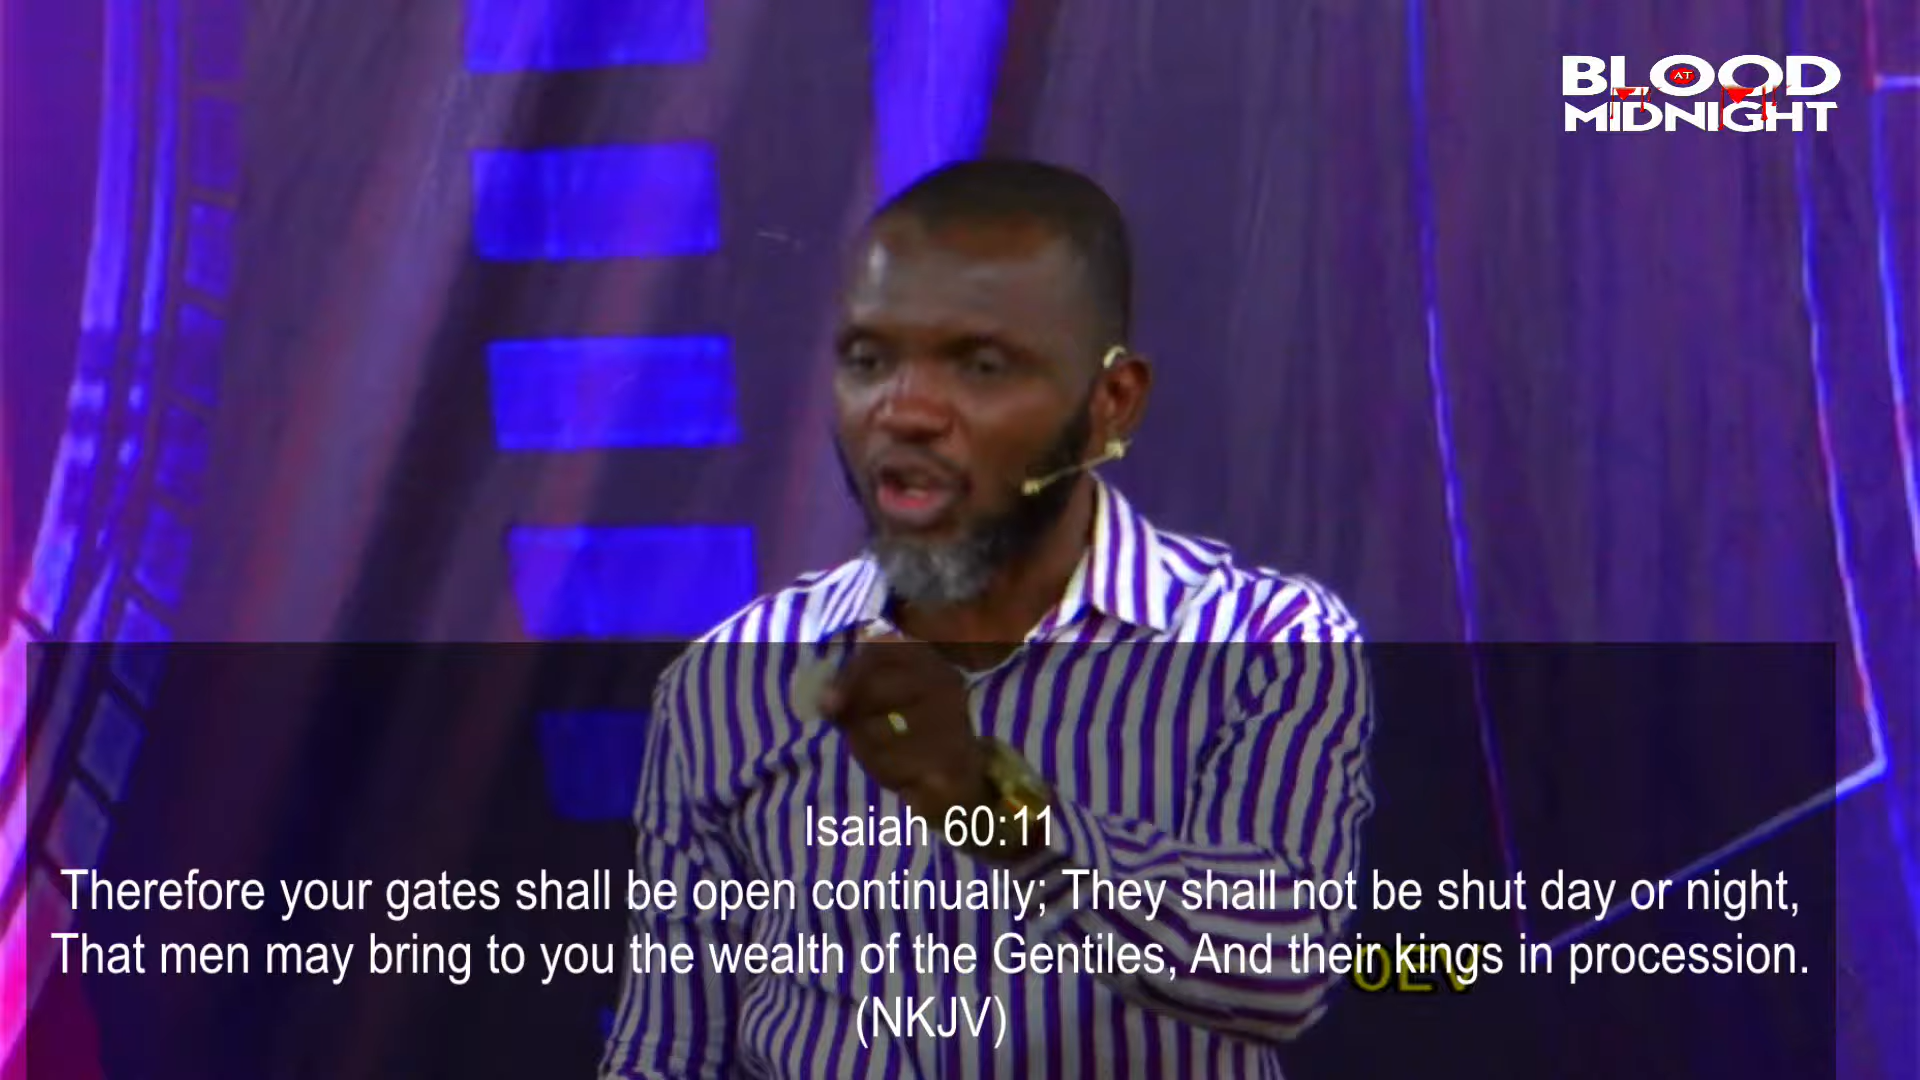 BLOOD
AT
MIDNIGHT
Isaiah 60:11
Therefore your gates shall be open continually; They shall not be shut day or night,
That men may bring to you the wealth of the Gentiles, And their kings in procession.
(NKJV)